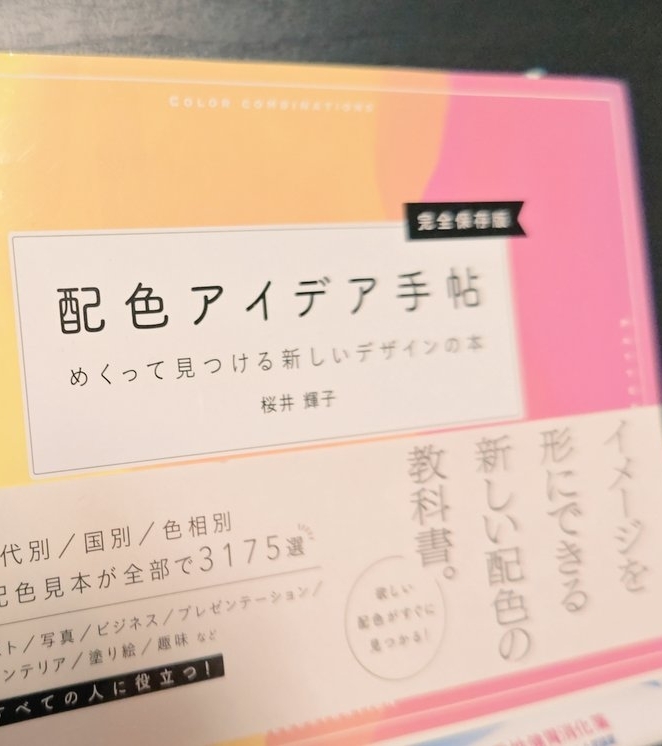 COLOR COMBINATIONS
完全保存版
配色アイデア手帖
めくって見つける新しいデザインの本
桜井 輝子
イメージを
形にできる
新しい配色の
教科書。
代別/国別/色相別
配色見本が全部で3175選
ト/写真/ビジネス/プレゼンテーション/
ンテリア/塗り絵/趣味 など
すべての人に役立つ!
欲しい
配色がすぐに
見つかる!